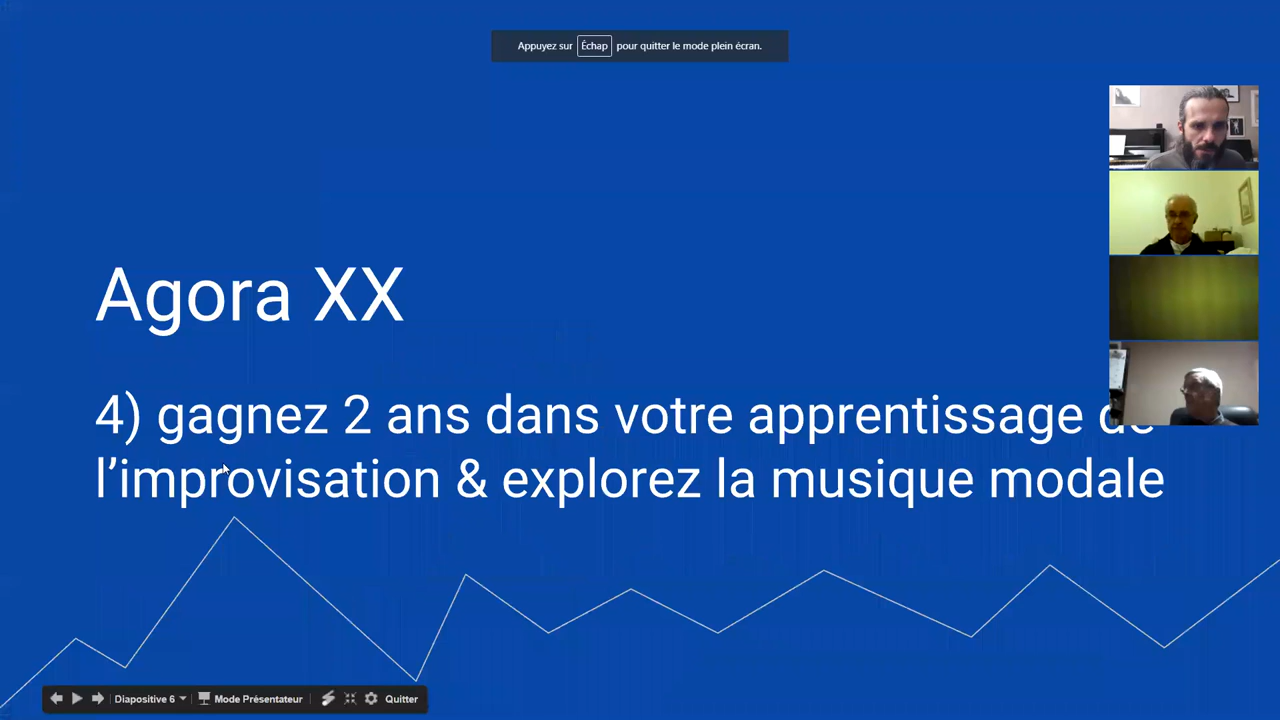 Appuyez sur Échap pour quitter le mode plein écran.
Agora XX
4) gagnez 2 ans dans votre apprentissage de
l’improvisation & explorez la musique modale
Diapositive 6 Mode Présentateur Quitter